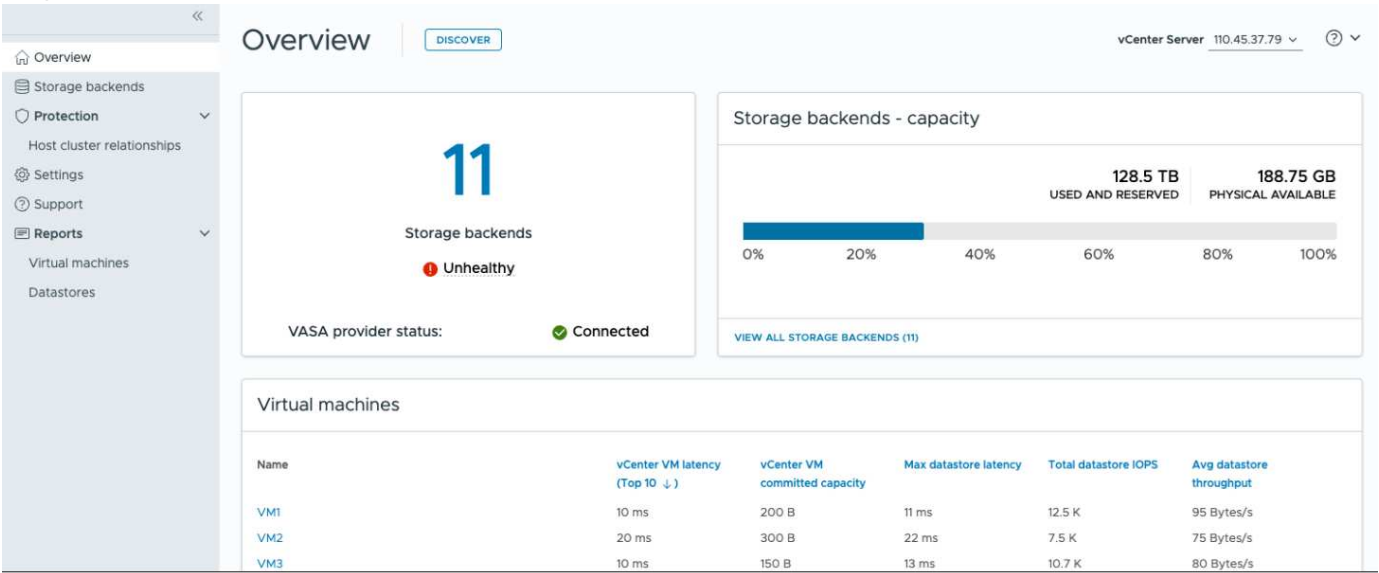 Overview
Storage backends
Protection
Host cluster relationships
Settings
Support
Reports
Virtual machines
Datastores
Overview
DISCOVER
vCenter Server 110.45.37.79
11
Storage backends
Unhealthy
VASA provider status: Connected
Storage backends - capacity
128.5 TB 188.75 GB
USED AND RESERVED PHYSICAL AVAILABLE
0% 20% 40% 60% 80% 100%
VIEW ALL STORAGE BACKENDS (11)
Virtual machines
Name vCenter VM latency vCenter VM Max datastore latency Total datastore IOPS Avg datastore
(Top 10 ↓ ) committed capacity throughput
VM1 10 ms 200 B 11 ms 12.5 K 95 Bytes/s
VM2 20 ms 300 B 22 ms 7.5 K 75 Bytes/s
VM3 10 ms 150 B 13 ms 10.7 K 80 Bytes/s